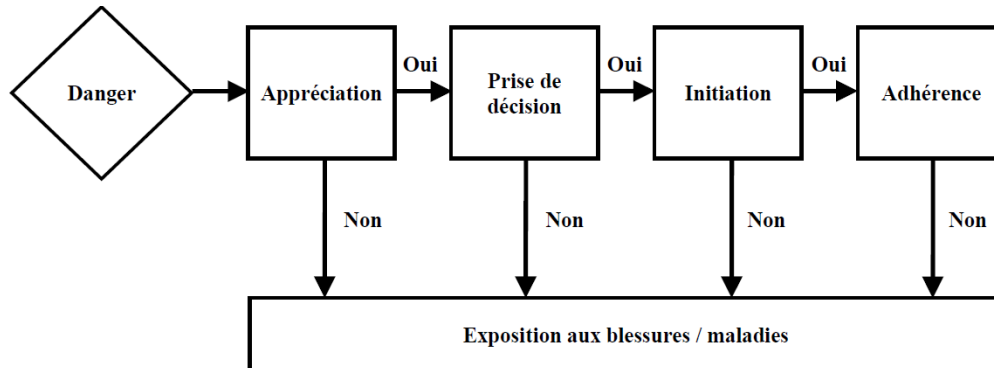 Danger
Appréciation
Oui
Prise de
décision
Oui
Initiation
Oui
Adhérence
Non
Non
Non
Non
Exposition aux blessures / maladies